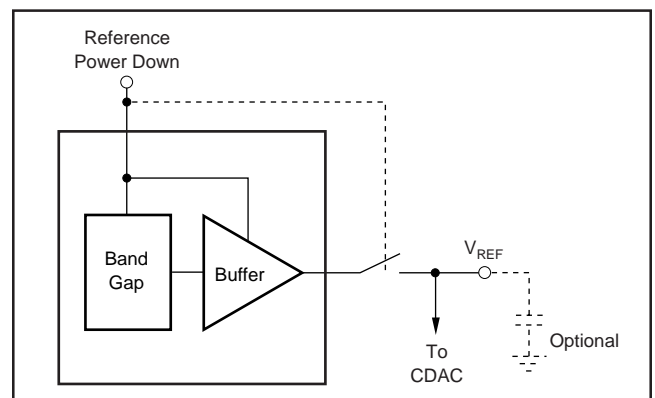 Reference
Power Down
Band
Gap
Buffer
VREF
To
CDAC
Optional